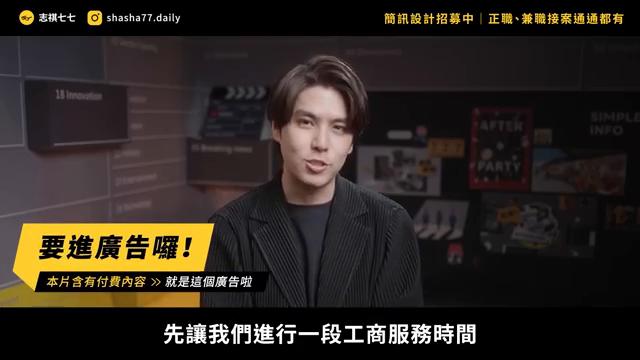 志祺七七
shasha77.daily
簡訊設計招募中｜正職、兼職接案通通都有
18 Innovation
SIMPLE
INFO
AFTER
PARTY
要進廣告囉！
本片含有付費內容 >> 就是這個廣告啦
先讓我們進行一段工商服務時間